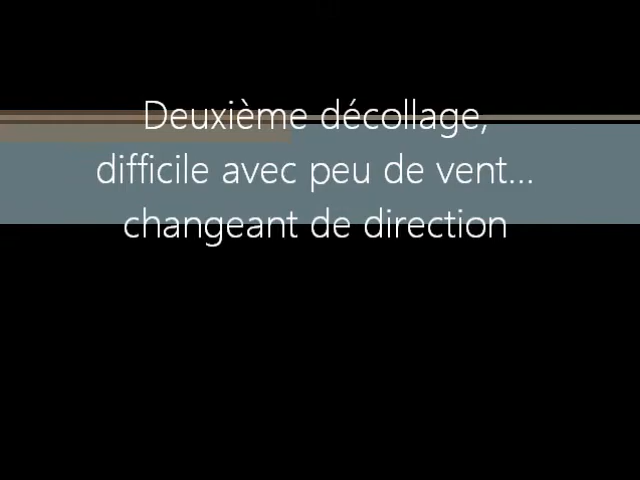 Deuxième décollage,
difficile avec peu de vent...
changeant de direction